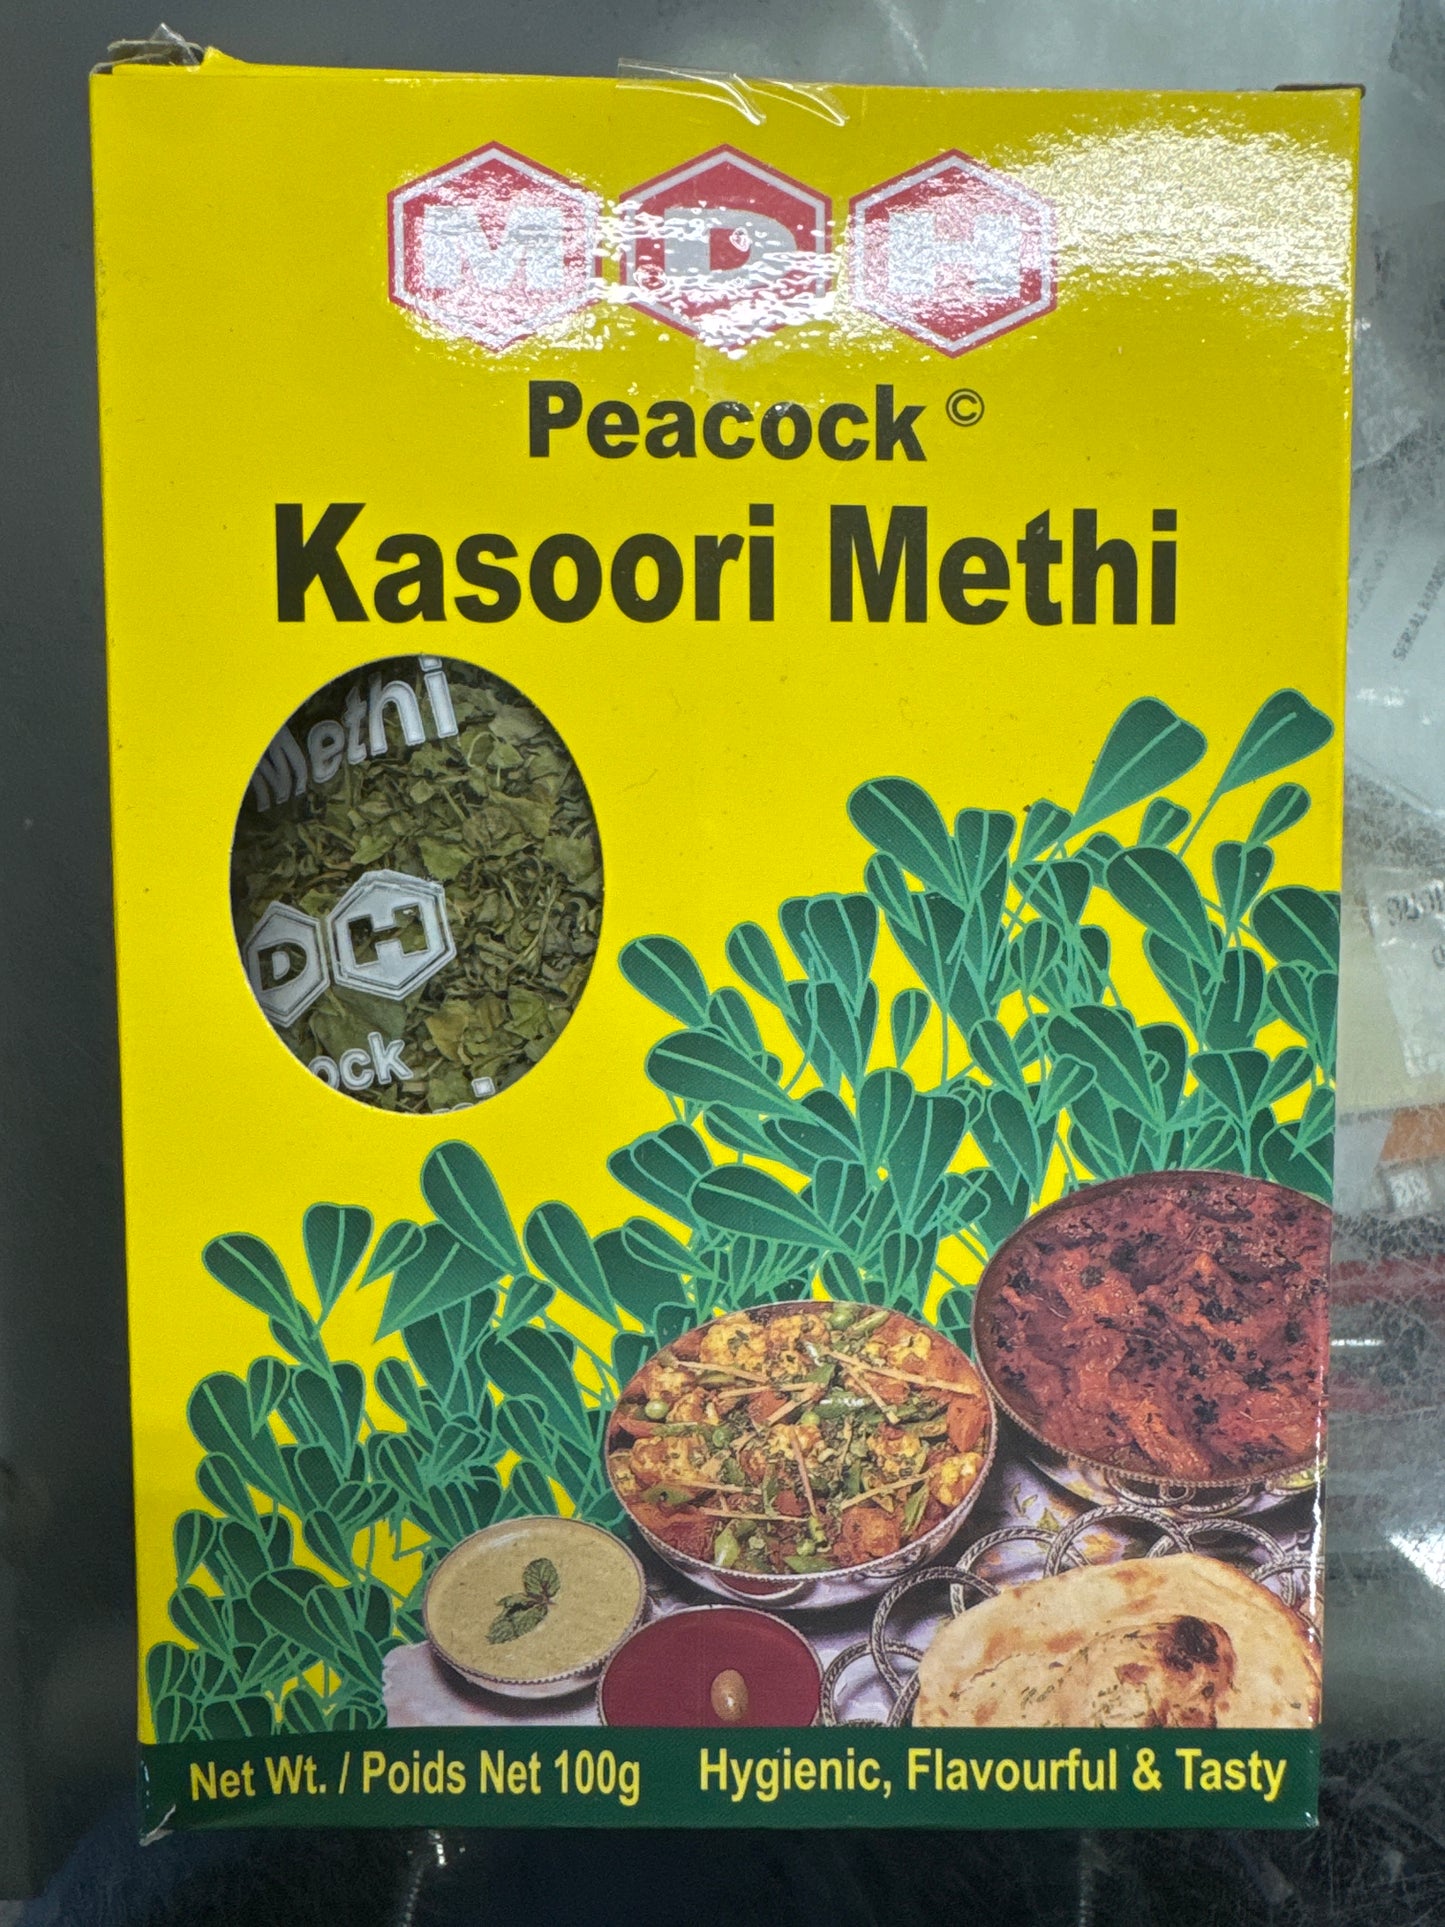 MDH
Peacock ©
Kasoori Methi
Methi
DH
ock
Net Wt. / Poids Net 100g Hygienic, Flavourful & Tasty